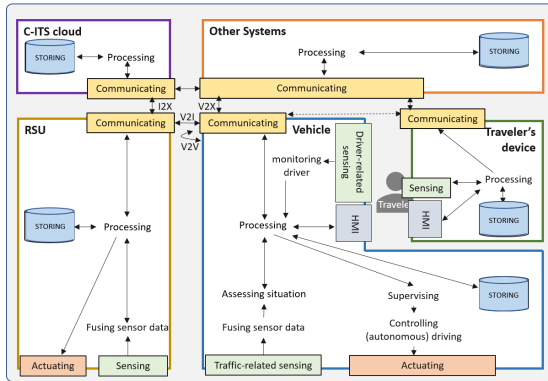 C-ITS cloud
Other Systems
Processing
STORING
Processing
STORING
Communicating
Communicating
I2X
V2X
RSU
Communicating
V2I
V2V
Communicating
Vehicle
Communicating
Traveler's
device
Driver-related
sensing
monitoring
driver
Sensing
Processing
Travele
HMI
HMI
STORING
STORING
Processing
Processing
STORING
Assessing situation
Supervising
Fusing sensor data
Fusing sensor data
Controlling
(autonomous) driving
Actuating
Sensing
Traffic-related sensing
Actuating